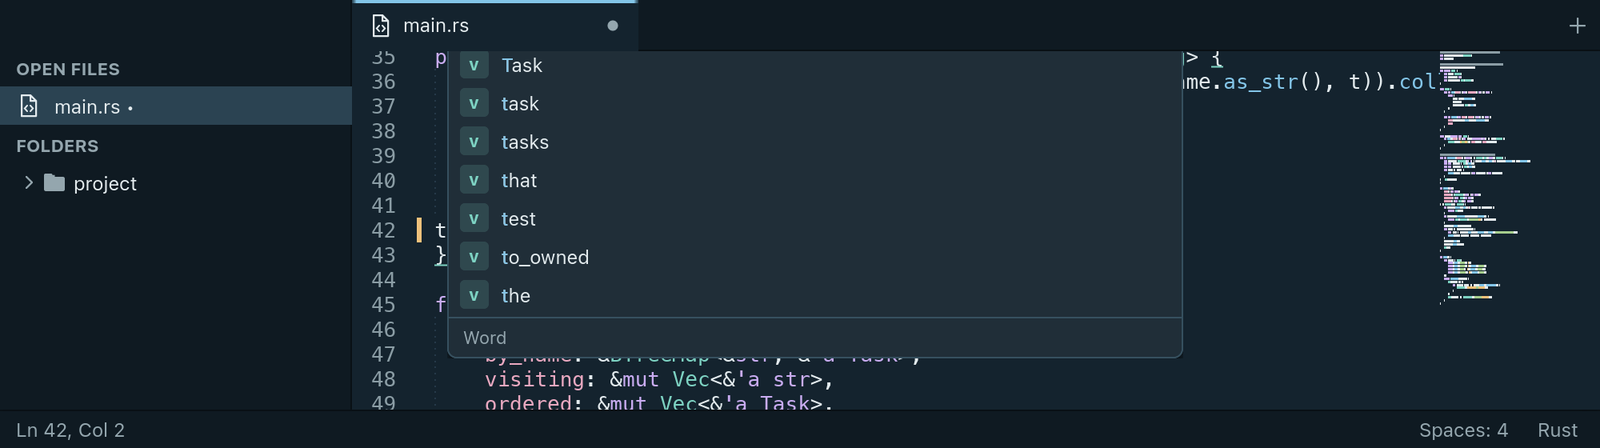 main.rs
OPEN FILES
main.rs •
FOLDERS
project
35 p > {
36 me.as_str(), t)).col
37
38
39
40
41
42 t
43 }
44
45 f
46
47
48 visiting: &mut Vec<&'a str>,
49 ordered: &mut Vec<&'a Task>,
v Task
v task
v tasks
v that
v test
v to_owned
v the
Word
Ln 42, Col 2
Spaces: 4 Rust